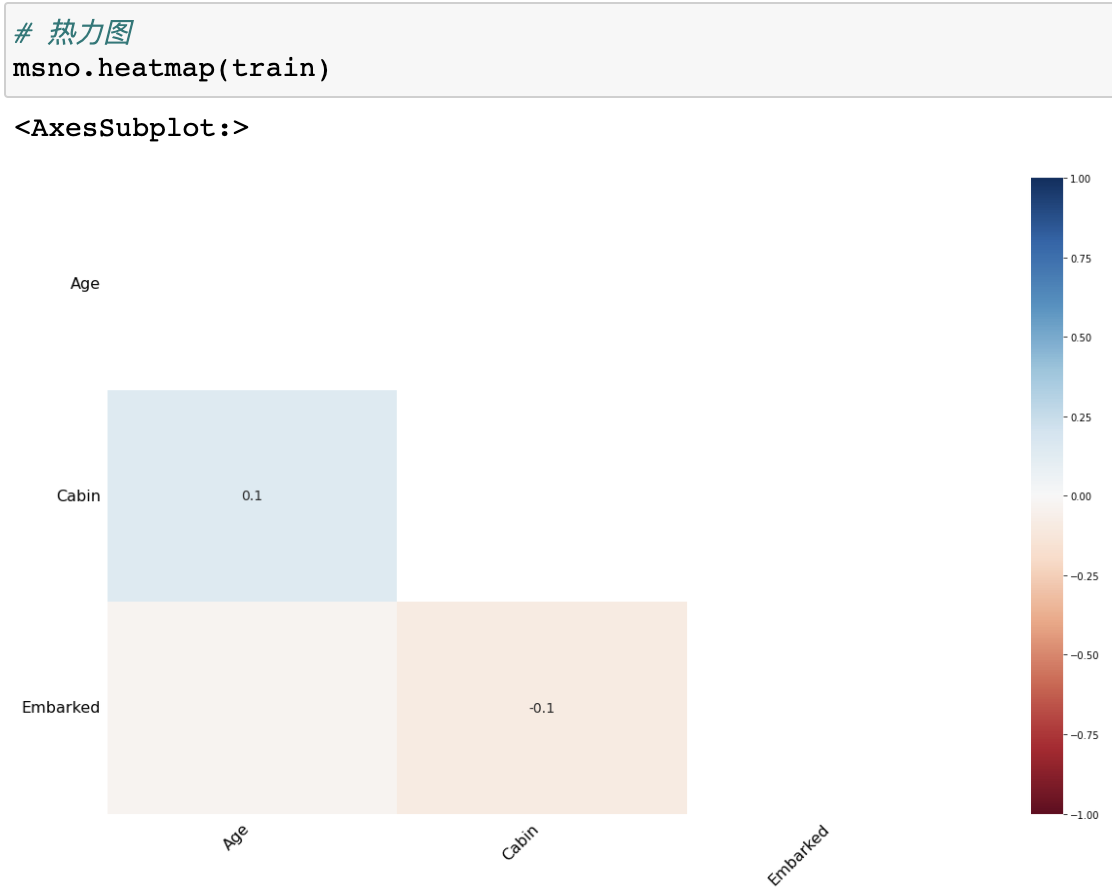 # 热力图
msno.heatmap(train)
<AxesSubplot:>
1.00
Age
0.75
0.50
0.25
Cabin
0.1
0.00
−0.25
−0.50
Embarked
-0.1
−0.75
−1.00
Age
Cabin
Embarked